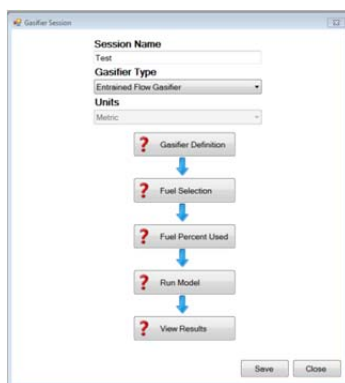 Gasifier Session
Session Name
Test
Gasifier Type
Entrained Flow Gasifier
Units
Metric
? Gasifier Definition
? Fuel Selection
? Fuel Percent Used
? Run Model
? View Results
Save Close